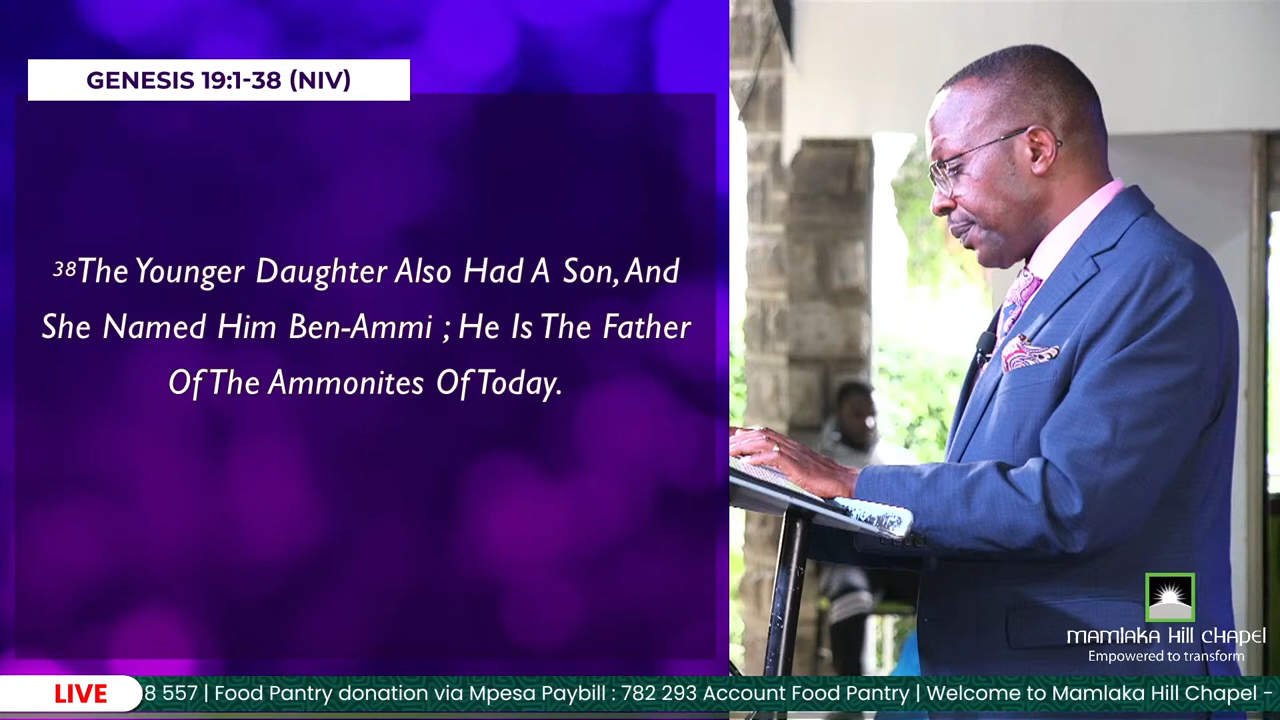 GENESIS 19:1-38 (NIV)
38The Younger Daughter Also Had A Son, And
She Named Him Ben-Ammi ; He Is The Father
Of The Ammonites Of Today.
mamlaka Hill Chapel
Empowered to transform
LIVE
8 557 | Food Pantry donation via Mpesa Paybill : 782 293 Account Food Pantry | Welcome to Mamlaka Hill Chapel -